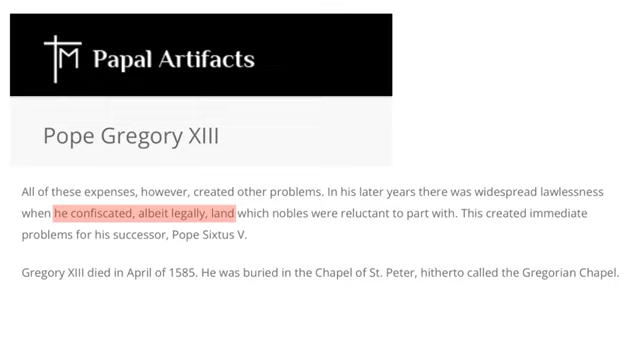 Papal Artifacts
Pope Gregory XIII
All of these expenses, however, created other problems. In his later years there was widespread lawlessness
when he confiscated, albeit legally, land which nobles were reluctant to part with. This created immediate
problems for his successor, Pope Sixtus V.
Gregory XIII died in April of 1585. He was buried in the Chapel of St. Peter, hitherto called the Gregorian Chapel.